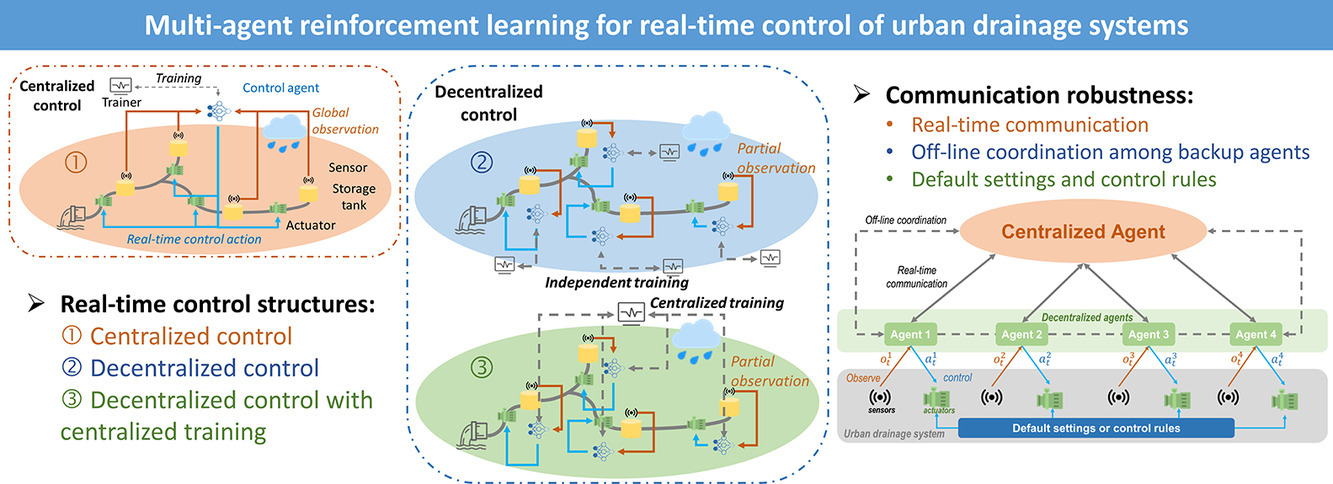 Multi-agent reinforcement learning for real-time control of urban drainage systems
Centralized
control
Training
Trainer
Control agent
Global
observation
①
Sensor
Storage
tank
Actuator
Real-time control action
➢ Real-time control structures:
① Centralized control
② Decentralized control
③ Decentralized control with
centralized training
Decentralized
control
②
Partial
observation
Independent training
Centralized training
③
Partial
observation
➢ Communication robustness:
• Real-time communication
• Off-line coordination among backup agents
• Default settings and control rules
Off-line coordination
Centralized Agent
Real-time
communication
Decentralized agents
Agent 1
Agent 2
Agent 3
Agent 4
o_t^1 a_t^1 o_t^2 a_t^2 o_t^3 a_t^3 o_t^4 a_t^4
Observe
control
sensors
actuators
Default settings or control rules
Urban drainage system